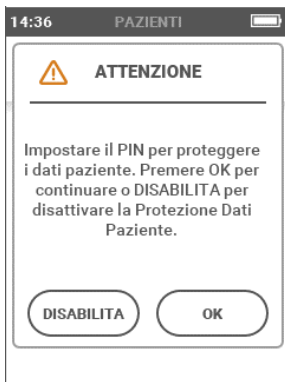 14:36 PAZIENTI
ATTENZIONE
Impostare il PIN per proteggere
i dati paziente. Premere OK per
continuare o DISABILITA per
disattivare la Protezione Dati
Paziente.
DISABILITA OK